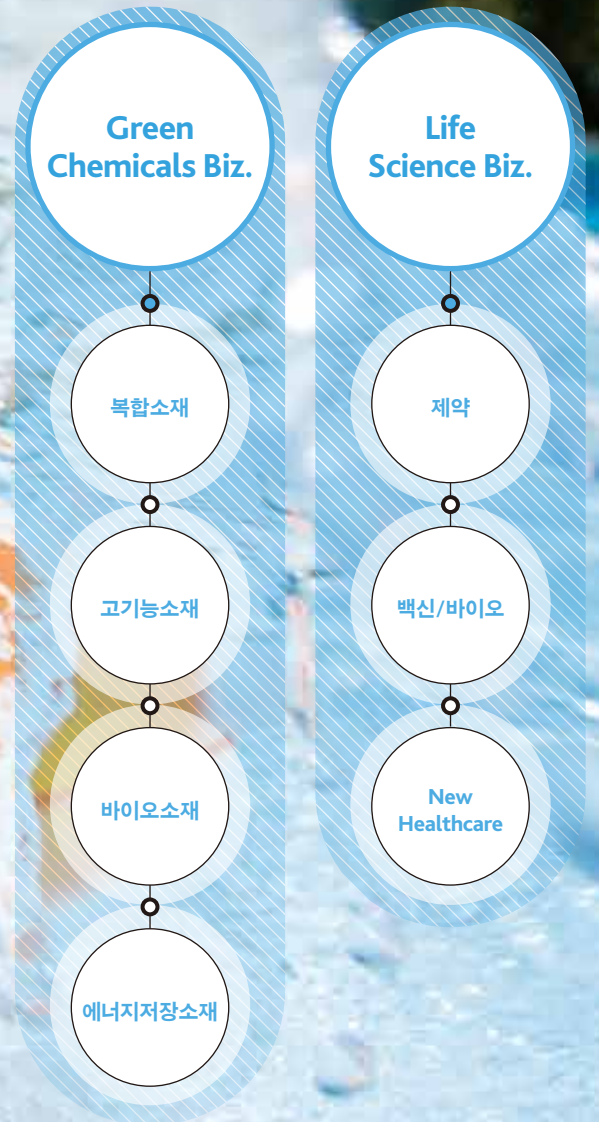 Green
Chemicals Biz.
복합소재
고기능소재
바이오소재
에너지저장소재
Life
Science Biz.
제약
백신/바이오
New
Healthcare